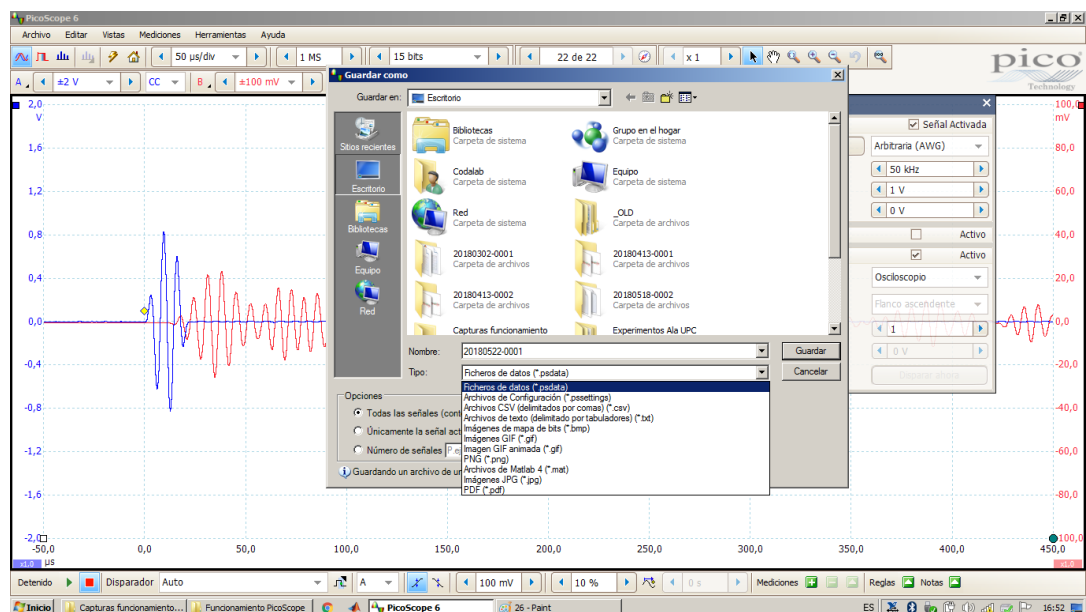 PicoScope 6
Archivo Editar Vistas Mediciones Herramientas Ayuda
50 µs/div 1 MS 15 bits 22 de 22 x 1
pico
Technology
A ±2 V CC B ±100 mV
Guardar como
Guardar en: Escritorio
Sitios recientes
Escritorio
Bibliotecas
Equipo
Red
Bibliotecas
Carpeta de sistema
Grupo en el hogar
Carpeta de sistema
Codalab
Carpeta de sistema
Equipo
Carpeta de sistema
Red
Carpeta de sistema
_OLD
Carpeta de archivos
20180302-0001
Carpeta de archivos
20180413-0001
Carpeta de archivos
20180413-0002
Carpeta de archivos
20180518-0002
Carpeta de archivos
Capturas funcionamiento
Experimentos Ala UPC
Nombre: 20180522-0001 Guardar
Tipo: Ficheros de datos (*.psdata) Cancelar
Ficheros de datos (*.psdata)
Archivos de Configuración (*.pssettings)
Archivos CSV (delimitados por comas) (*.csv)
Archivos de texto (delimitado por tabuladores) (*.txt)
Imágenes de mapa de bits (*.bmp)
Imágenes GIF (*.gif)
Imagen GIF animada (*.gif)
PNG (*.png)
Archivos de Matlab 4 (*.mat)
Imágenes JPG (*.jpg)
PDF (*.pdf)
Opciones
Todas las señales (cont
Únicamente la señal act
Número de señales
Guardando un archivo de
Señal Activada
Arbitraria (AWG)
50 kHz
1 V
0 V
Activo
Activo
Osciloscopio
Flanco ascendente
1
0 V
2,0
V
1,6
1,2
0,8
0,4
0,0
-0,4
-0,8
-1,2
-1,6
-2,0
100,0
mV
80,0
60,0
40,0
20,0
0,0
-20,0
-40,0
-60,0
-80,0
-100,0
-50,0 0,0 50,0 100,0 150,0 200,0 250,0 300,0 350,0 400,0 450,0
x1.0 µs x1.0
Detenido Disparador Auto A 100 mV 10 % 0 s Mediciones Reglas Notas
Inicio Capturas funcionamiento... Funcionamiento PicoScope PicoScope 6 26 - Paint ES 16:52